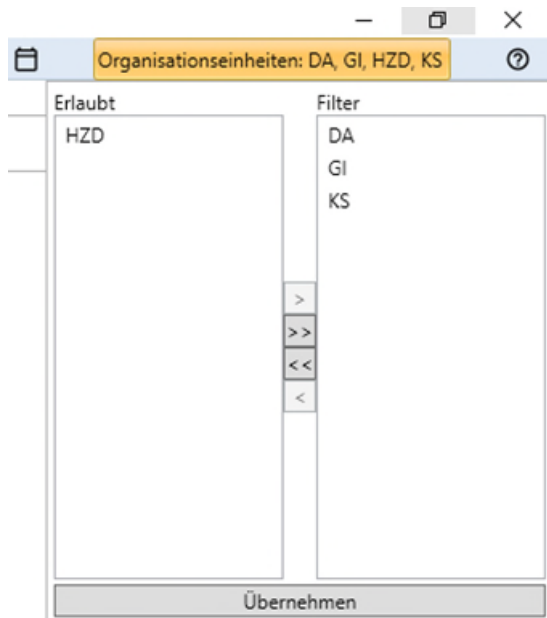 Organisationseinheiten: DA, GI, HZD, KS
Erlaubt
HZD
Filter
DA
GI
KS
>
>>
<<
<
Übernehmen